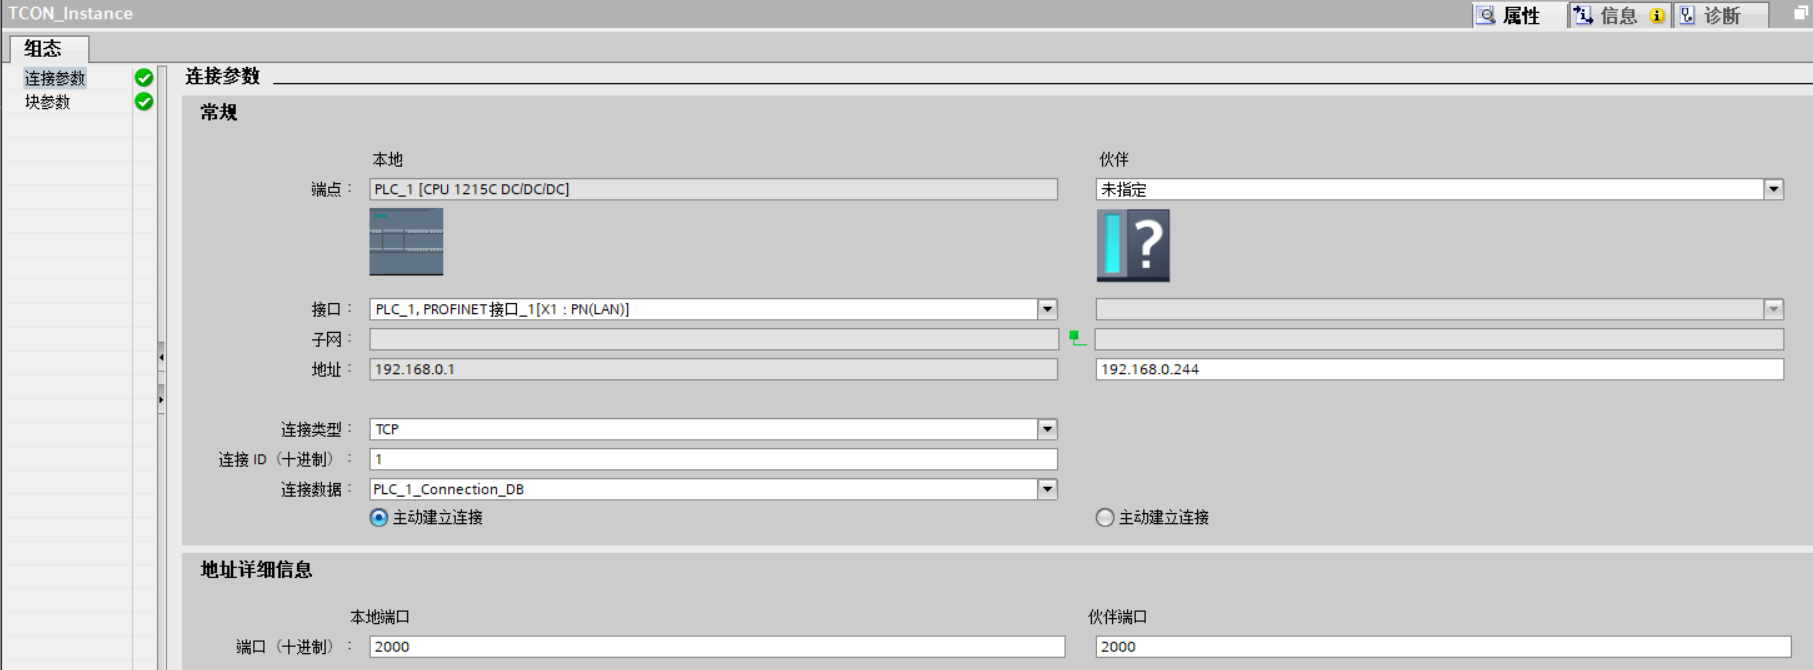 TCON_Instance
属性 信息 诊断
组态
连接参数
块参数
连接参数
常规
本地 伙伴
端点： PLC_1 [CPU 1215C DC/DC/DC] 未指定
接口： PLC_1, PROFINET接口_1[X1 : PN(LAN)]
子网：
地址： 192.168.0.1 192.168.0.244
连接类型： TCP
连接 ID（十进制）： 1
连接数据： PLC_1_Connection_DB
主动建立连接 主动建立连接
地址详细信息
本地端口 伙伴端口
端口（十进制）： 2000 2000